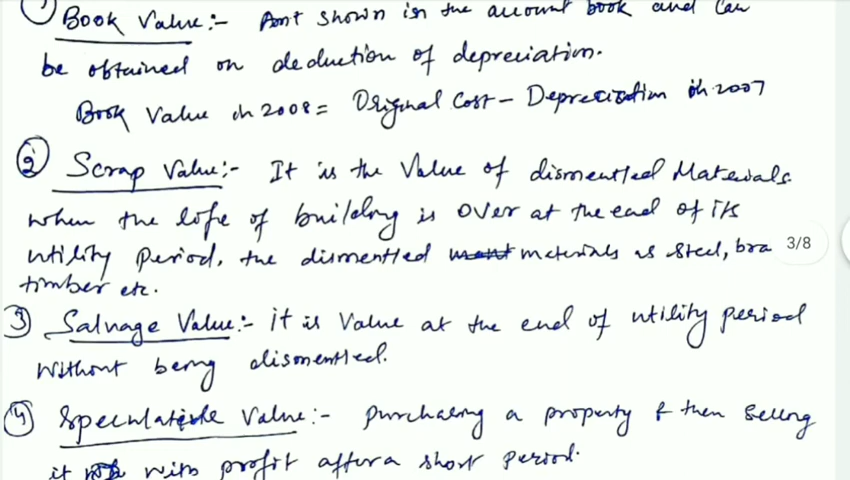 1) Book Value:- Amt shown in the account book and can
be obtained on deduction of depreciation.
Book Value in 2008 = Original Cost - Depreciation in 2007
2) Scrap Value:- It is the value of dismentled Materials
when the life of building is over at the end of its
utility period, the dismentled materials as steel, bra
timber etc.
3/8
3) Salvage Value:- it is value at the end of utility period
without being dismentled.
4) Speculative Value:- purchasing a property & then selling
it with profit after a short period.